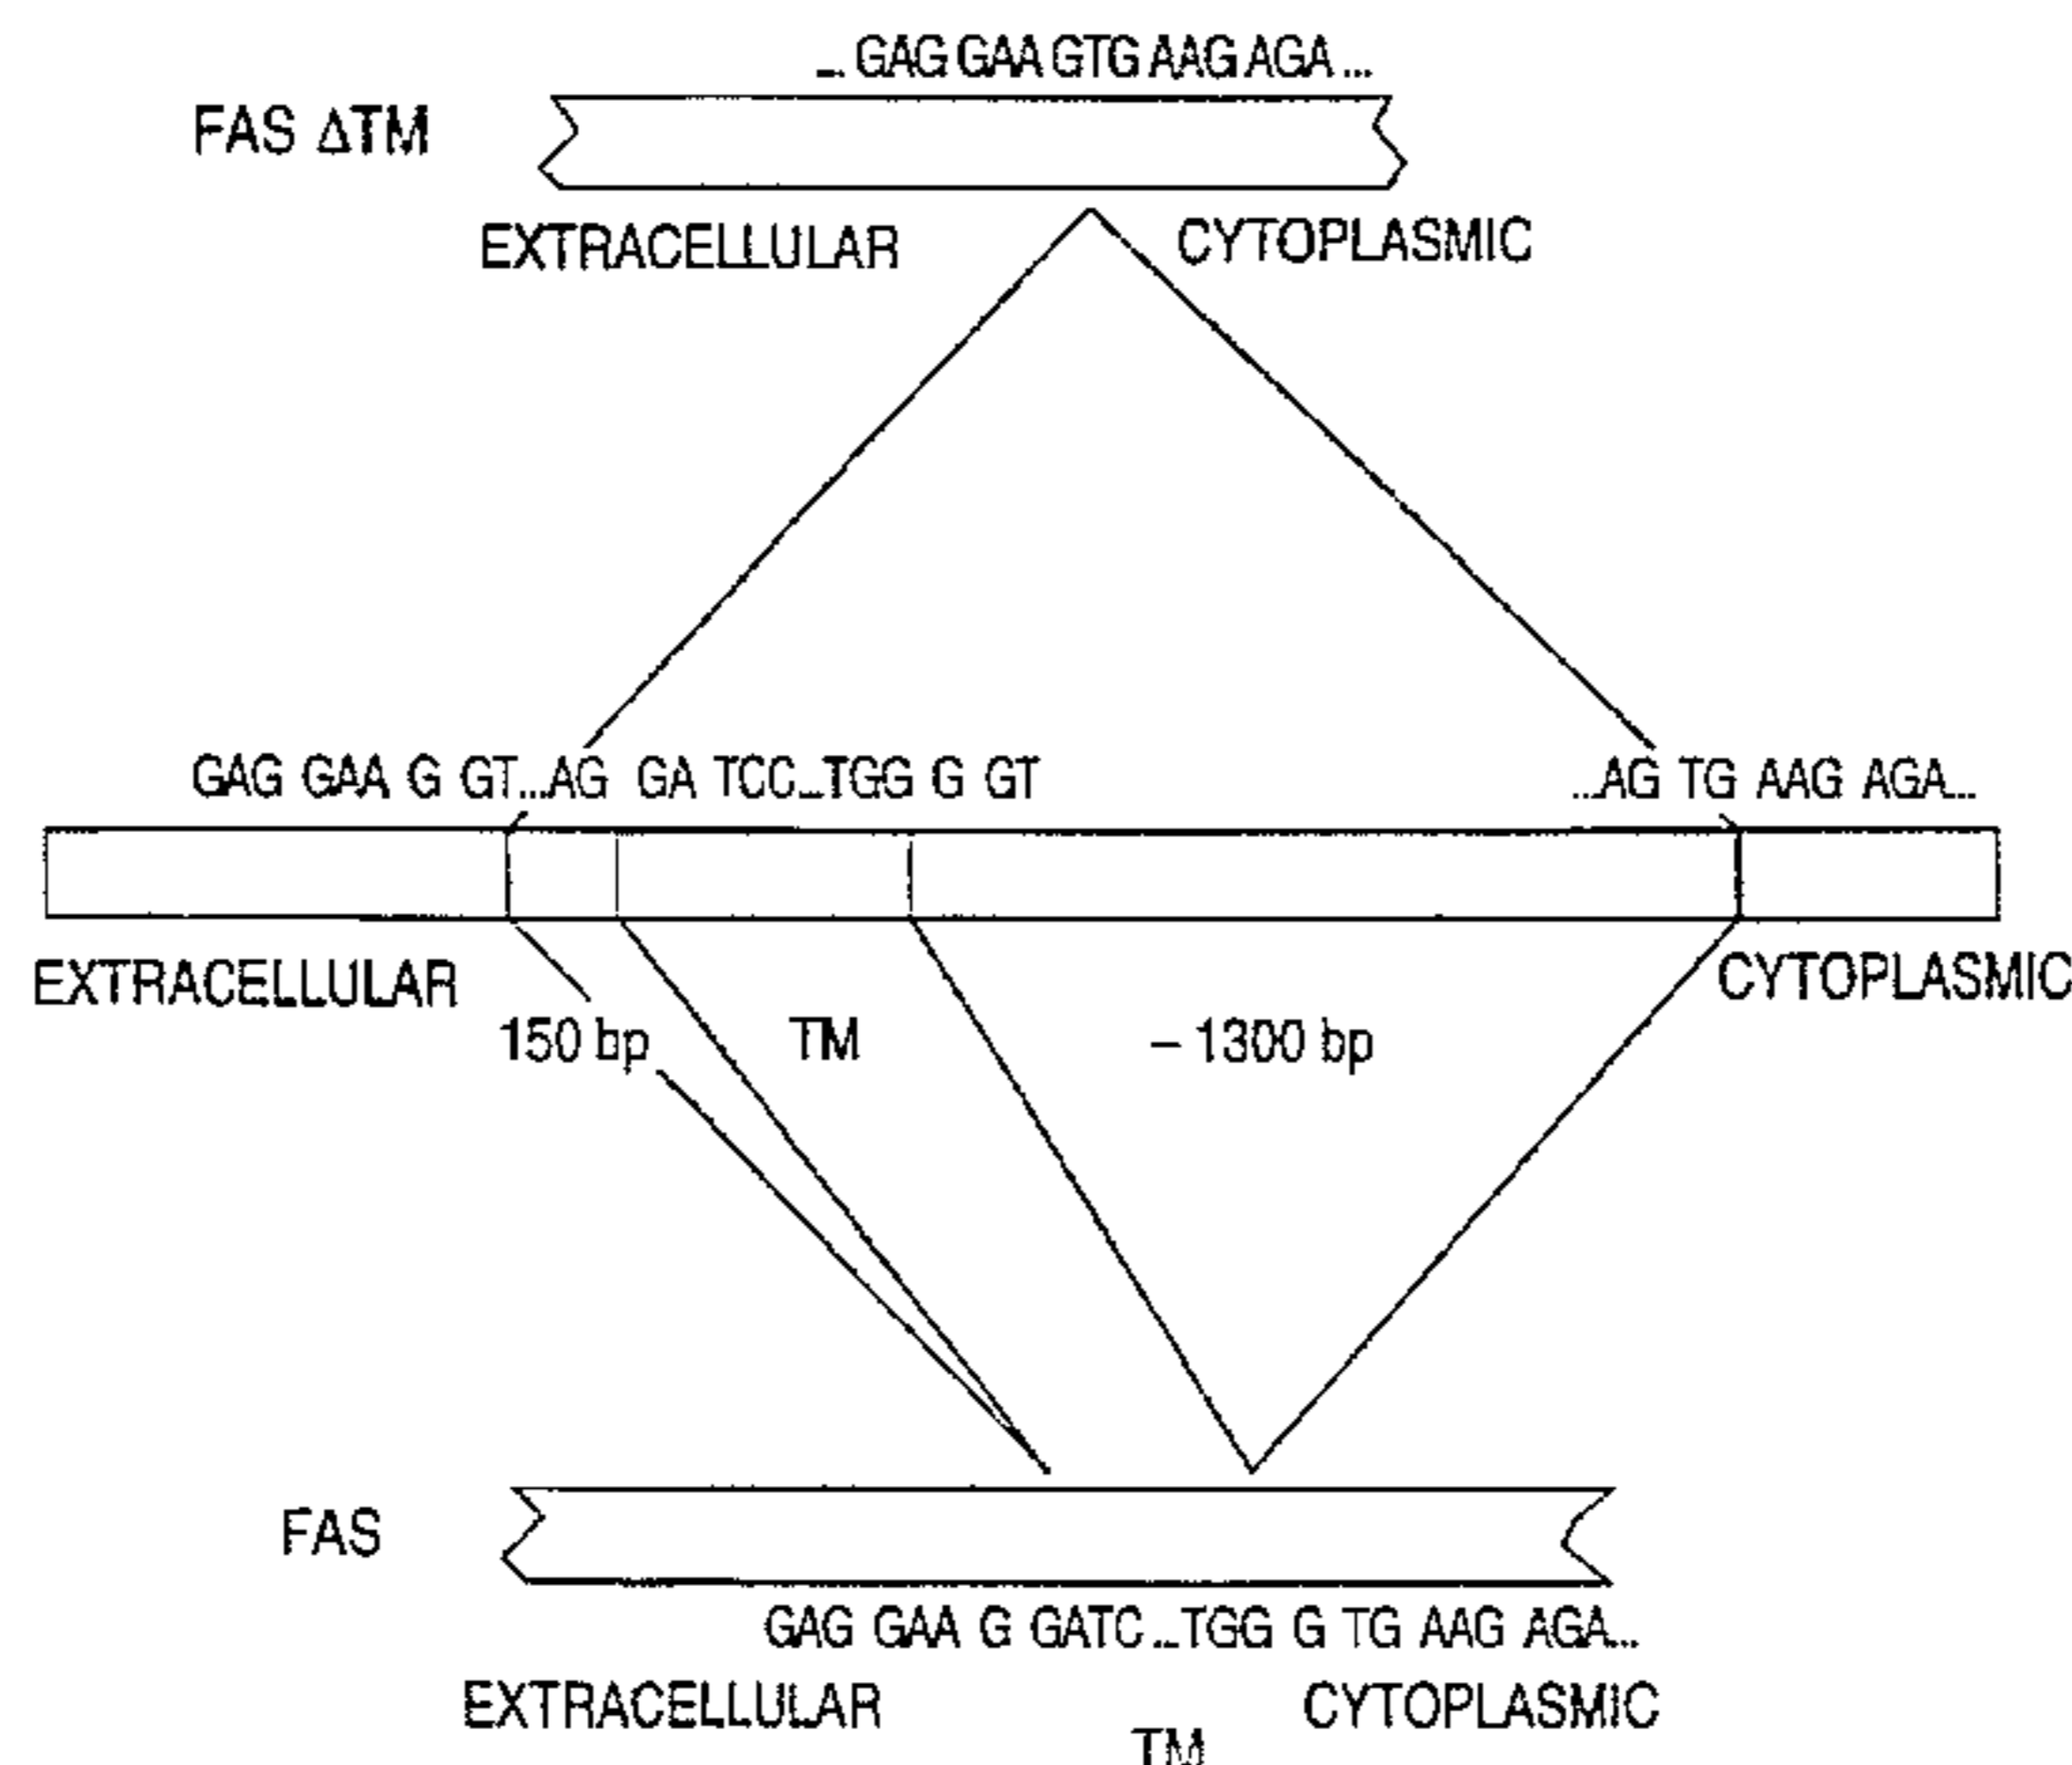 ... GAG GAA GTG AAG AGA ...
FAS ΔTM
EXTRACELLULAR CYTOPLASMIC
GAG GAA G GT...AG GA TCC...TGG G GT ...AG TG AAG AGA...
EXTRACELLULAR CYTOPLASMIC
150 bp TM – 1300 bp
FAS
GAG GAA G GATC ...TGG G TG AAG AGA...
EXTRACELLULAR CYTOPLASMIC
TM